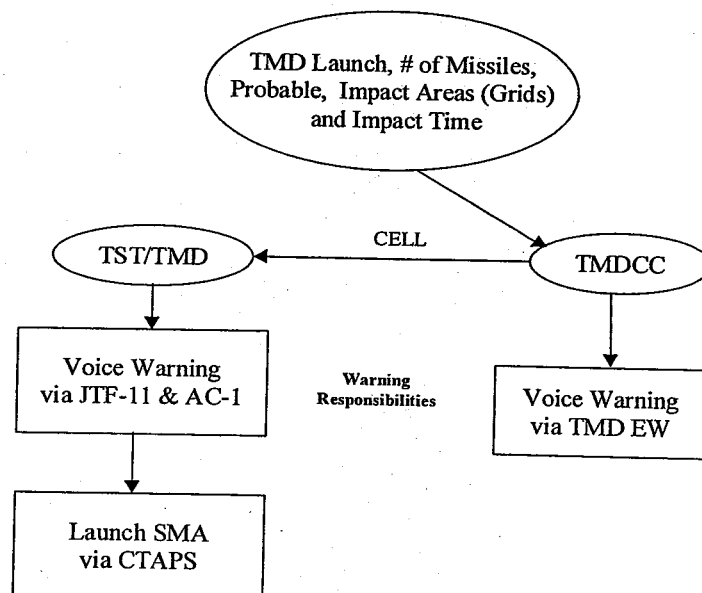 TMD Launch, # of Missiles,
Probable, Impact Areas (Grids)
and Impact Time
CELL
TST/TMD
TMDCC
Voice Warning
via JTF-11 & AC-1
Warning
Responsibilities
Voice Warning
via TMD EW
Launch SMA
via CTAPS